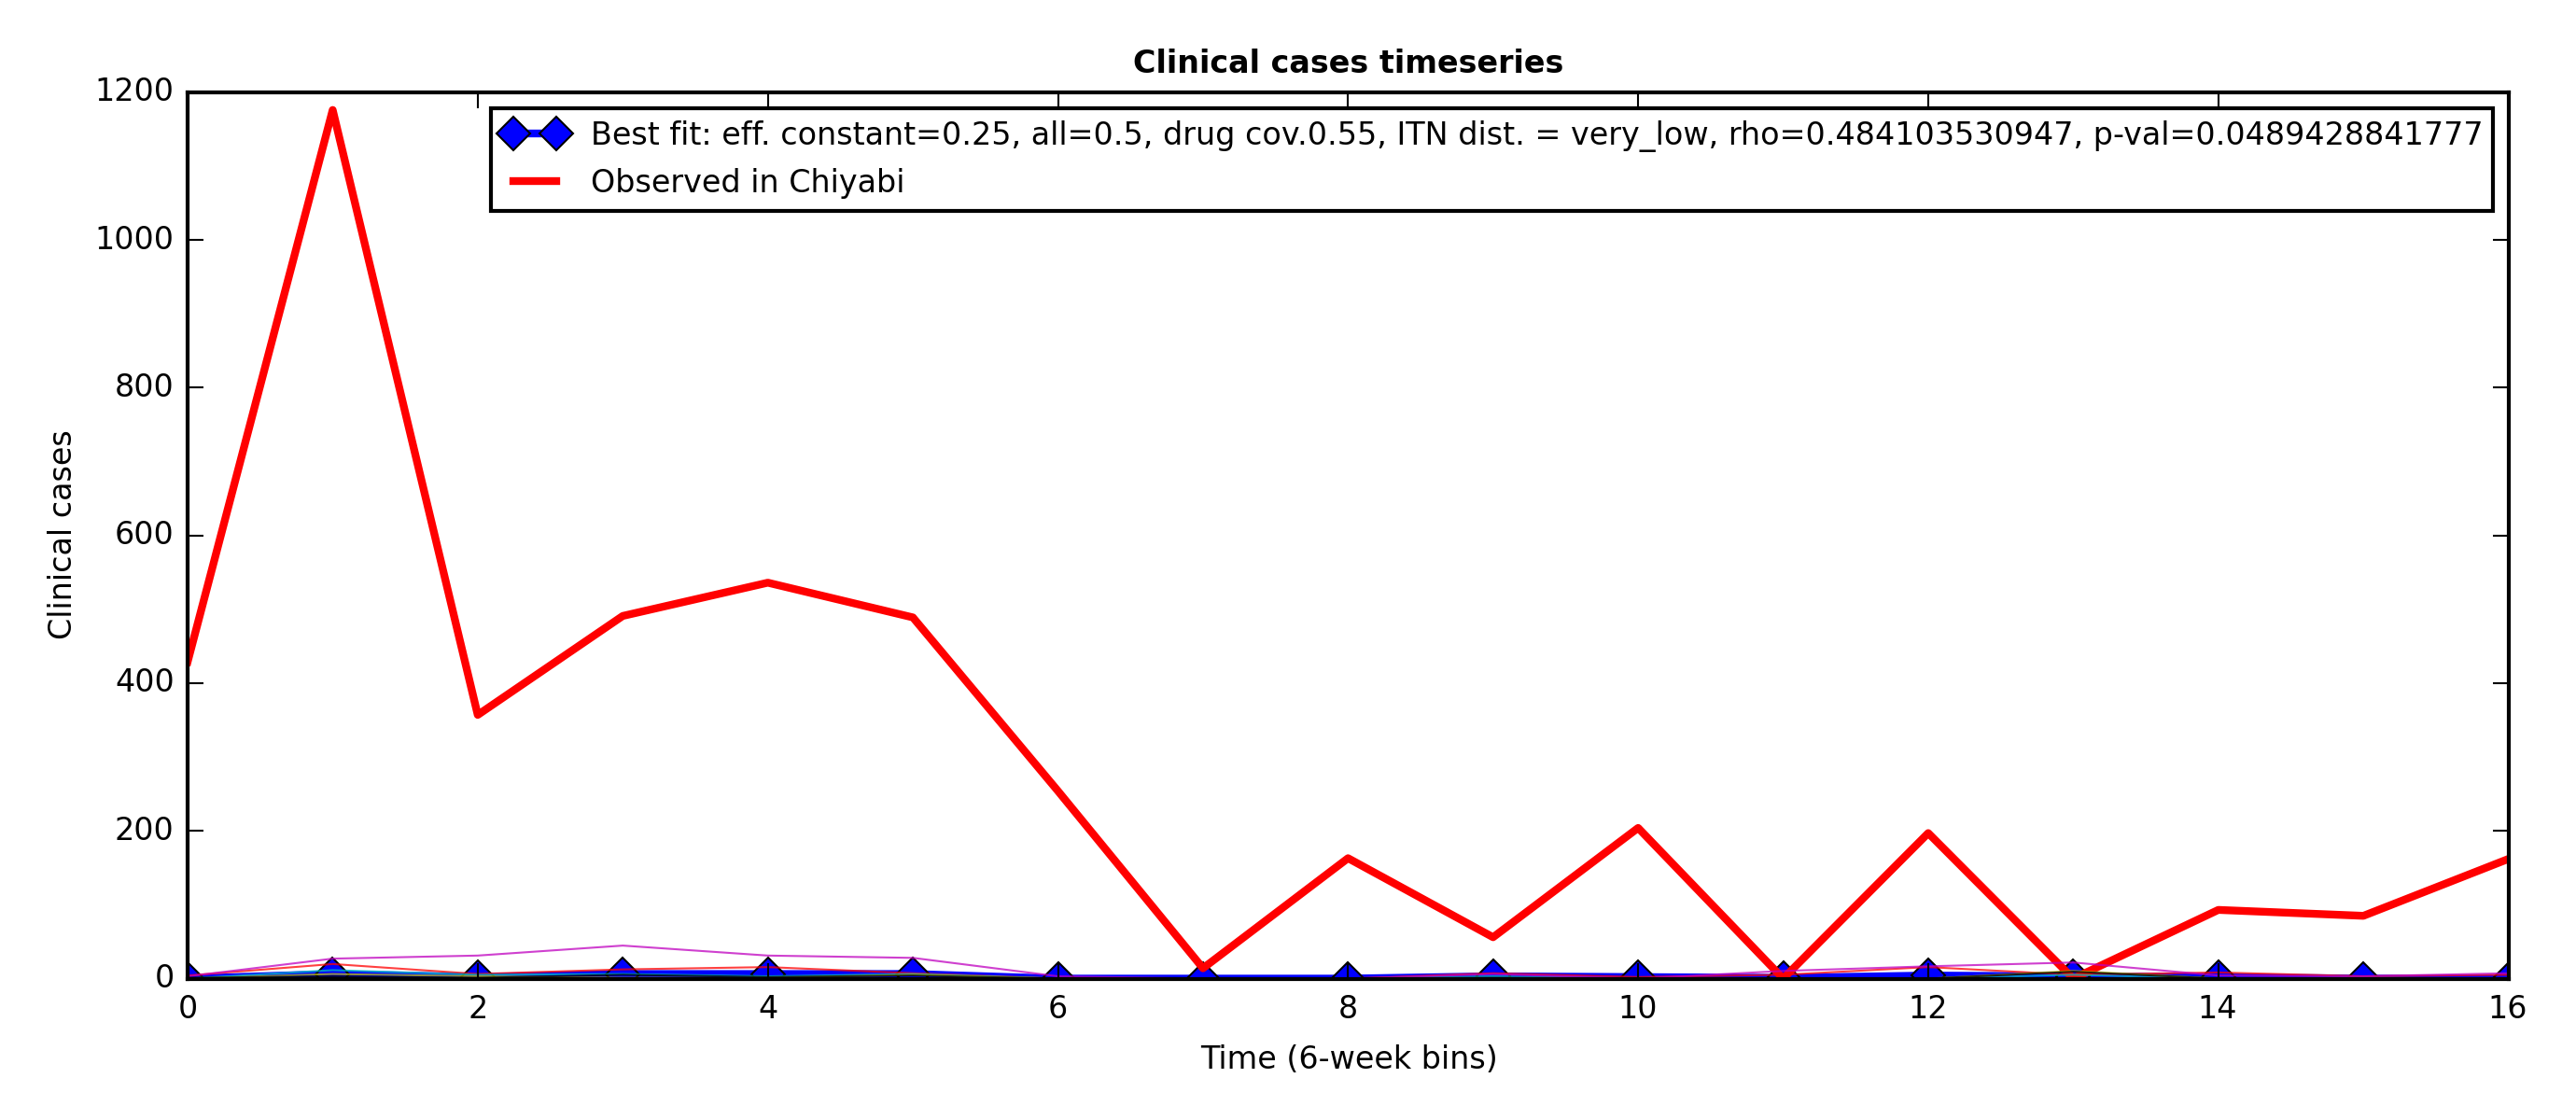 Clinical cases timeseries
1200
1000
800
600
400
200
0
Clinical cases
Best fit: eff. constant=0.25, all=0.5, drug cov.0.55, ITN dist. = very_low, rho=0.484103530947, p-val=0.0489428841777
Observed in Chiyabi
0 2 4 6 8 10 12 14 16
Time (6-week bins)